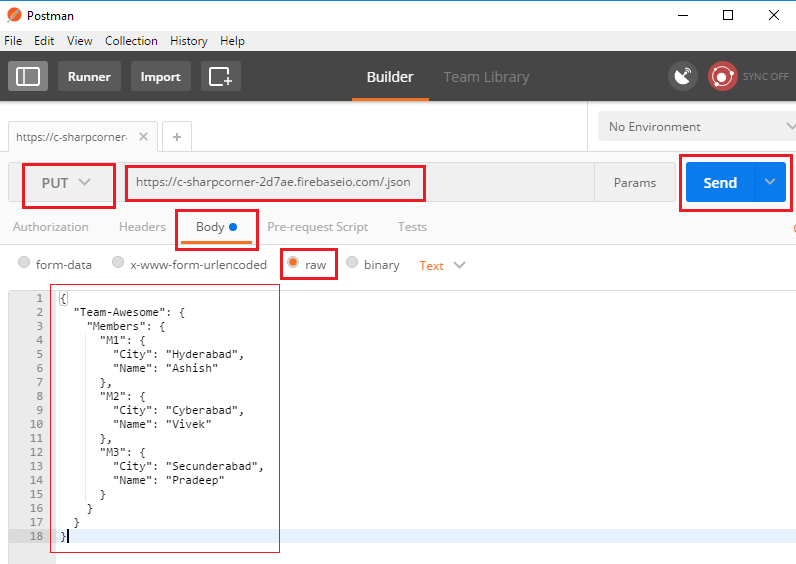 Postman
File Edit View Collection History Help
Runner Import Builder Team Library SYNC OFF
https://c-sharpcorner- No Environment
PUT https://c-sharpcorner-2d7ae.firebaseio.com/.json Params Send
Authorization Headers Body Pre-request Script Tests
form-data x-www-form-urlencoded raw binary Text
1 {
2 "Team-Awesome": {
3 "Members": {
4 "M1": {
5 "City": "Hyderabad",
6 "Name": "Ashish"
7 },
8 "M2": {
9 "City": "Cyberabad",
10 "Name": "Vivek"
11 },
12 "M3": {
13 "City": "Secunderabad",
14 "Name": "Pradeep"
15 }
16 }
17 }
18 }